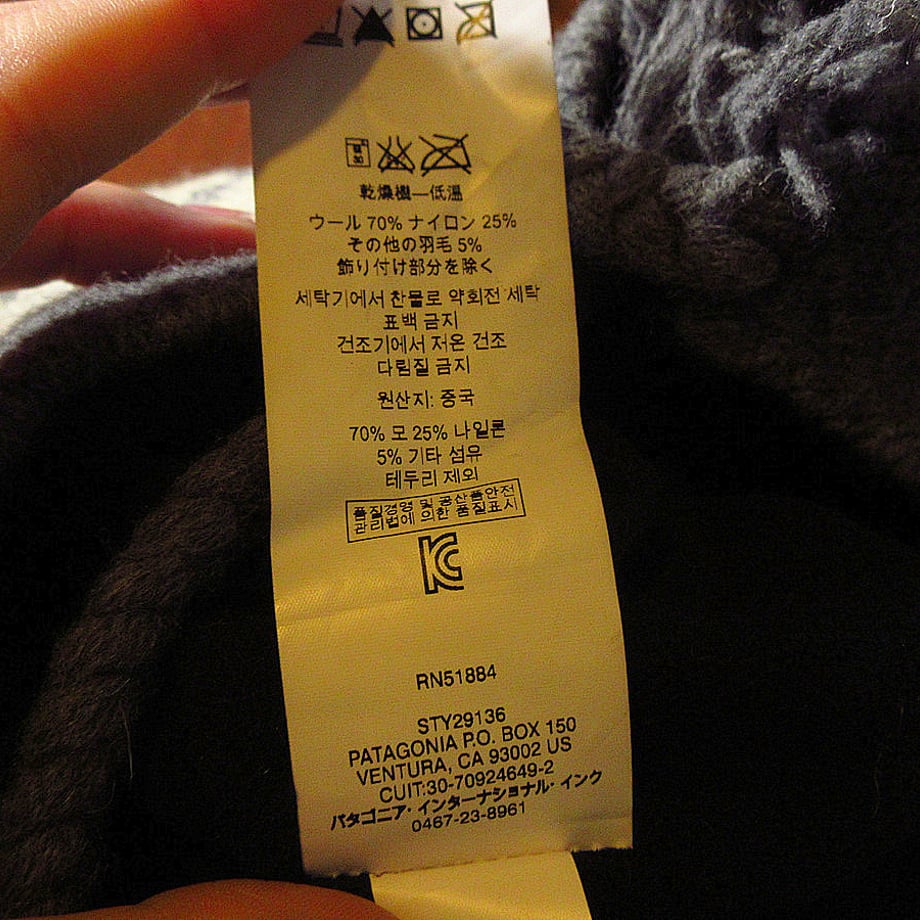 乾燥機—低温
ウール 70% ナイロン 25%
その他の羽毛 5%
飾り付け部分を除く
세탁기에서 찬물로 약회전 세탁
표백 금지
건조기에서 저온 건조
다림질 금지
원산지: 중국
70% 모 25% 나일론
5% 기타 섬유
테두리 제외
품질경영 및 공산품안전
관리법에 의한 품질표시
RN51884
STY29136
PATAGONIA P.O. BOX 150
VENTURA, CA 93002 US
CUIT:30-70924649-2
パタゴニア・インターナショナル・インク
0467-23-8961